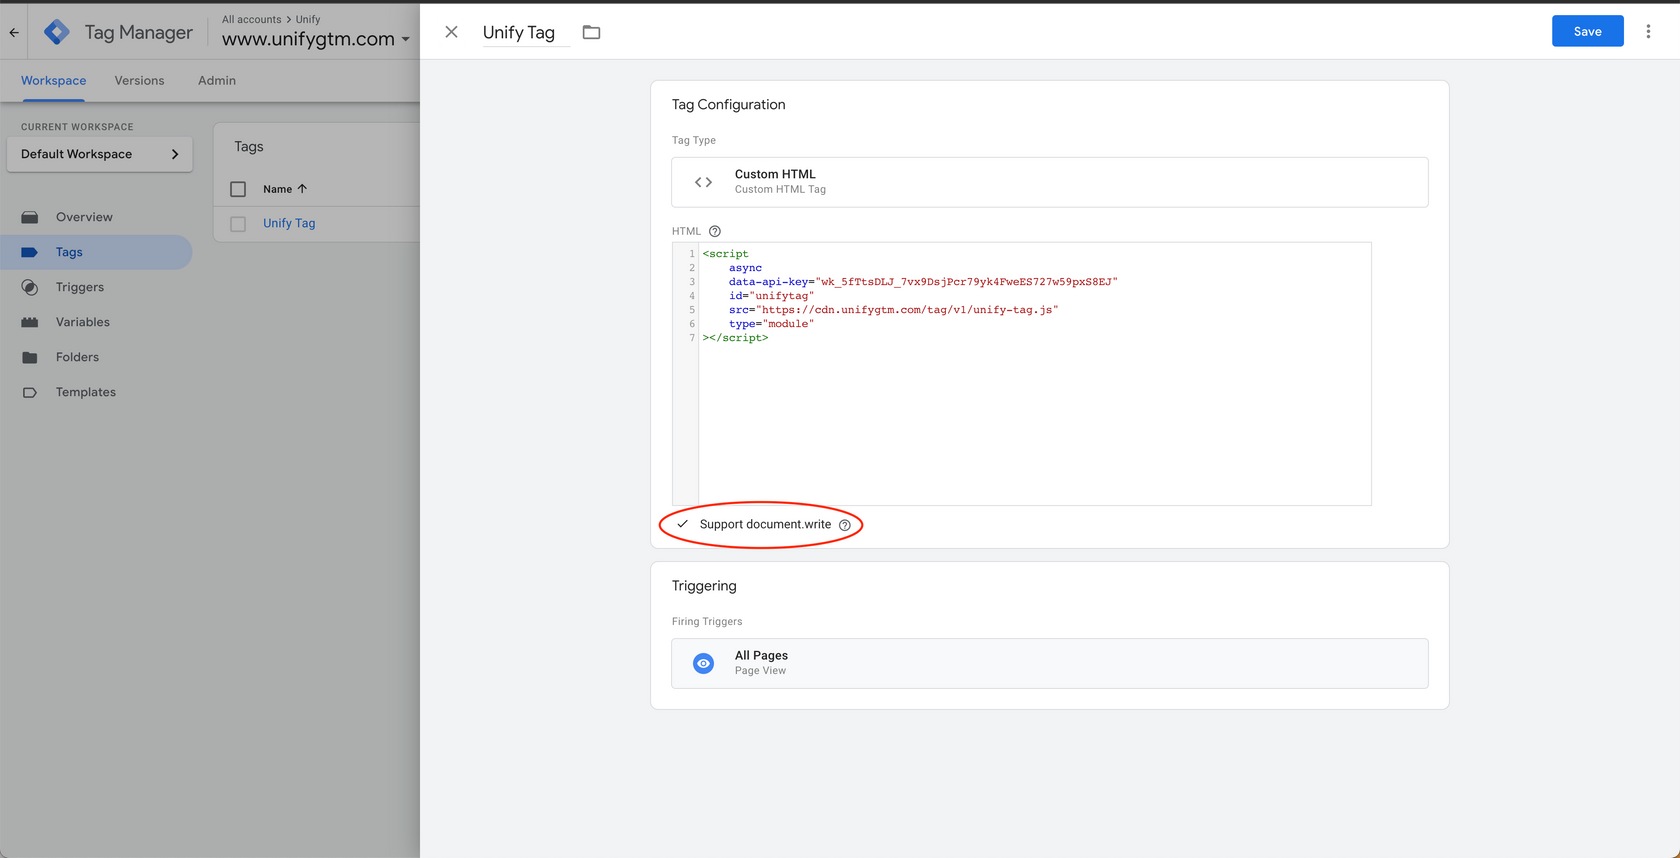 All accounts > Unify
Tag Manager
www.unifygtm.com
Workspace
Versions
Admin
CURRENT WORKSPACE
Default Workspace
Overview
Tags
Triggers
Variables
Folders
Templates
Tags
Name
Unify Tag
Unify Tag
Save
Tag Configuration
Tag Type
Custom HTML
Custom HTML Tag
HTML
1 <script
2 async
3 data-api-key="wk_5fTtsDLJ_7vx9DsjPcr79yk4FweES727w59pxS8EJ"
4 id="unifytag"
5 src="https://cdn.unifygtm.com/tag/v1/unify-tag.js"
6 type="module"
7 ></script>
Support document.write
Triggering
Firing Triggers
All Pages
Page View